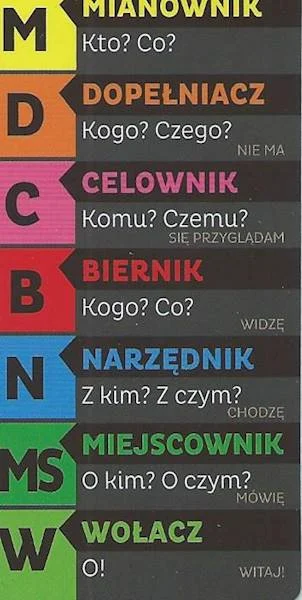 M
MIANOWNIK
Kto? Co?
D
DOPEŁNIACZ
Kogo? Czego?
NIE MA
C
CELOWNIK
Komu? Czemu?
SIĘ PRZYGLĄDAM
B
BIERNIK
Kogo? Co?
WIDZĘ
N
NARZĘDNIK
Z kim? Z czym?
CHODZĘ
MS
MIEJSCOWNIK
O kim? O czym?
MÓWIĘ
W
WOŁACZ
O!
WITAJ!